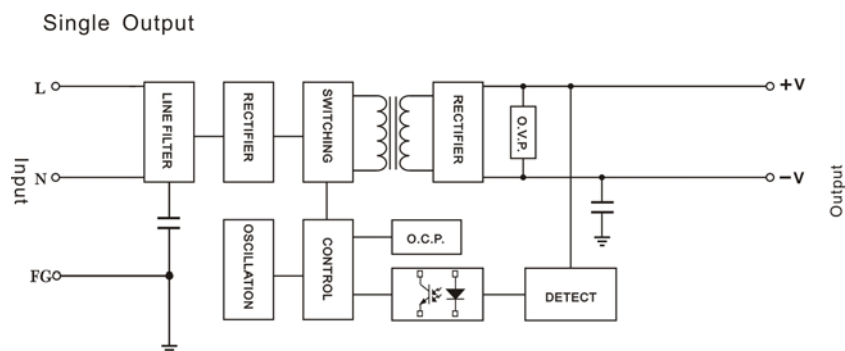 Single Output
L
N
FG
Input
LINE FILTER
RECTIFIER
SWITCHING
RECTIFIER
O.V.P.
+V
−V
Output
OSCILLATION
CONTROL
O.C.P.
DETECT